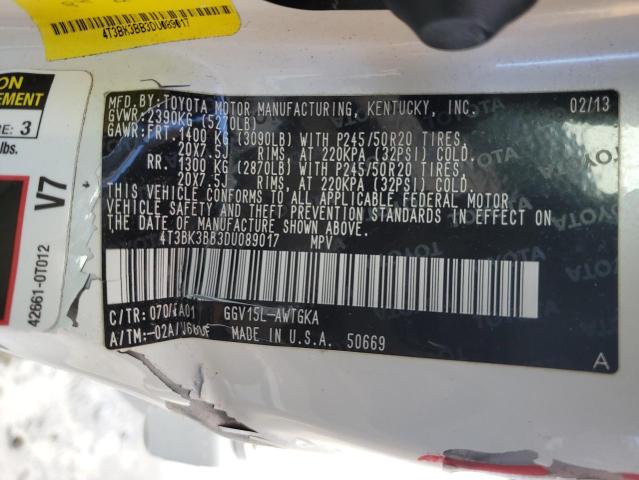 4T3BK3BB3DU089017
ON
EMENT
RE: 3
lbs.
V7
42661-0T012
MFD.BY:TOYOTA MOTOR MANUFACTURING, KENTUCKY, INC. 02/13
GVWR:2390KG
GAWR:FRT 1400 KG (3090LB) WITH P245/50R20 TIRES,
20X7.5J RIMS, AT 220KPA (32PSI) COLD.
RR. 1300 KG (2870LB) WITH P245/50R20 TIRES,
20X7.5J RIMS, AT 220KPA (32PSI) COLD.
THIS VEHICLE CONFORMS TO ALL APPLICABLE FEDERAL MOTOR
VEHICLE SAFETY AND THEFT PREVENTION STANDARDS IN EFFECT ON
THE DATE OF MANUFACTURE SHOWN ABOVE.
4T3BK3BB3DU089017 MPV
C/TR: GGV15L-AWTGKA
A/TM: MADE IN U.S.A. 50669
A
TOYOTA